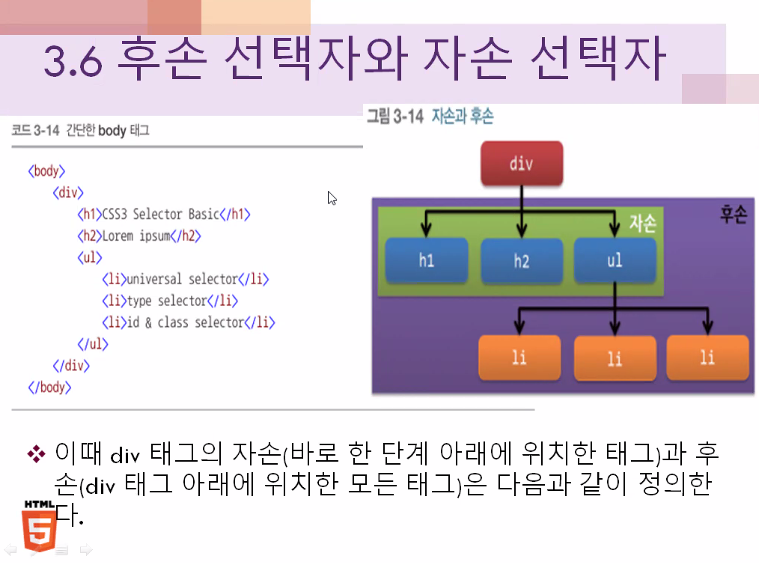 3.6 후손 선택자와 자손 선택자
코드 3-14 간단한 body 태그
<body>
<div>
<h1>CSS3 Selector Basic</h1>
<h2>Lorem ipsum</h2>
<ul>
<li>universal selector</li>
<li>type selector</li>
<li>id & class selector</li>
</ul>
</div>
</body>
그림 3-14 자손과 후손
div
후손
자손
h1 h2 ul
li li li
❖ 이때 div 태그의 자손(바로 한 단계 아래에 위치한 태그)과 후
손(div 태그 아래에 위치한 모든 태그)은 다음과 같이 정의한
다.
HTML
5